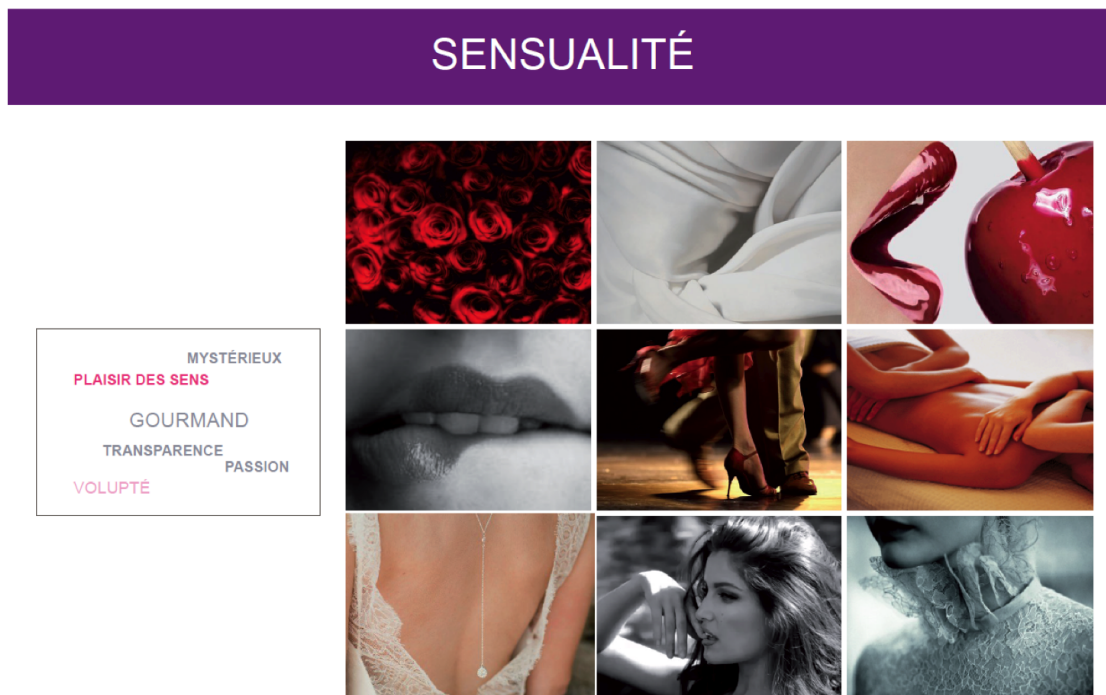 SENSUALITÉ
MYSTÉRIEUX
PLAISIR DES SENS
GOURMAND
TRANSPARENCE
PASSION
VOLUPTÉ